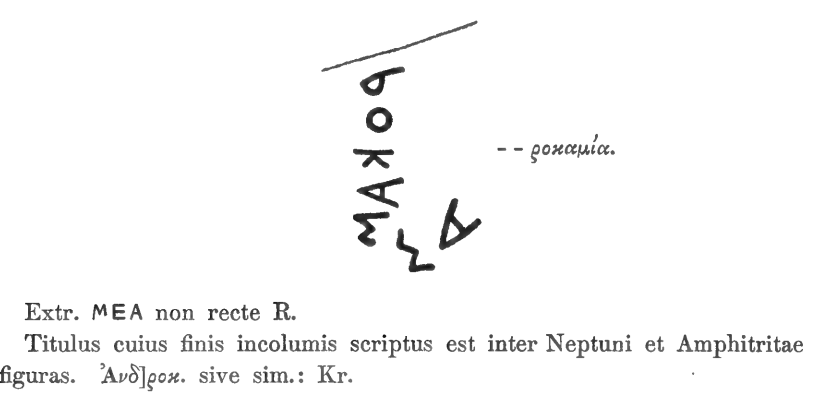 ΡΟΚΑΜΣΑ
- - ροκαμία.
Extr. ΜΕΑ non recte R.
Titulus cuius finis incolumis scriptus est inter Neptuni et Amphitritae
figuras. Ἀνδ]ροκ. sive sim.: Kr.